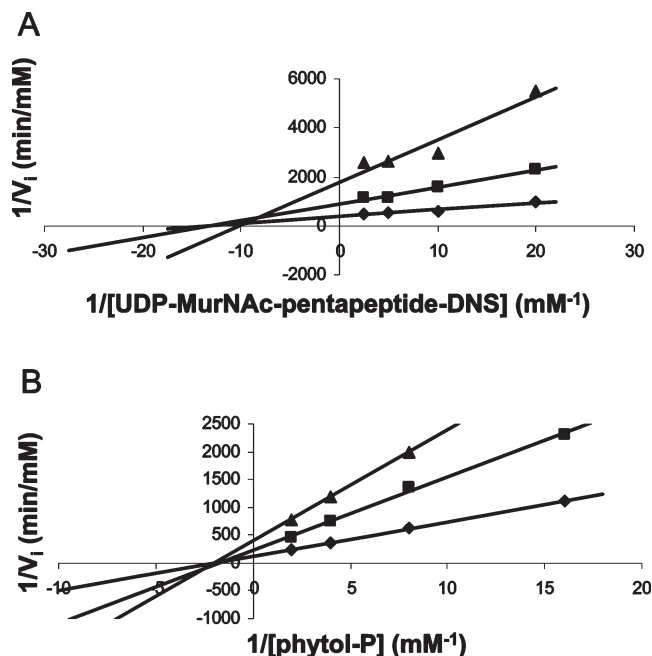 A
1/Vi (min/mM)
6000
4000
2000
0
-2000
-30 -20 -10 0 10 20 30
1/[UDP-MurNAc-pentapeptide-DNS] (mM-1)
B
1/Vi (min/mM)
2500
2000
1500
1000
500
0
-500
-1000
-10 -5 0 5 10 15 20
1/[phytol-P] (mM-1)